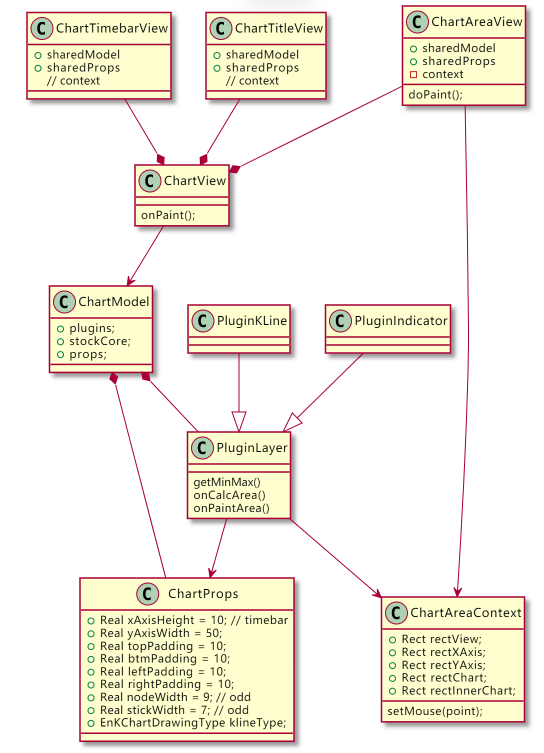 C ChartTimebarView
sharedModel
sharedProps
// context
C ChartTitleView
sharedModel
sharedProps
// context
C ChartAreaView
sharedModel
sharedProps
context
doPaint();
C ChartView
onPaint();
C ChartModel
plugins;
stockCore;
props;
C PluginKLine
C PluginIndicator
C PluginLayer
getMinMax()
onCalcArea()
onPaintArea()
C ChartProps
Real xAxisHeight = 10; // timebar
Real yAxisWidth = 50;
Real topPadding = 10;
Real btmPadding = 10;
Real leftPadding = 10;
Real rightPadding = 10;
Real nodeWidth = 9; // odd
Real stickWidth = 7; // odd
EnKChartDrawingType klineType;
C ChartAreaContext
Rect rectView;
Rect rectXAxis;
Rect rectYAxis;
Rect rectChart;
Rect rectInnerChart;
setMouse(point);